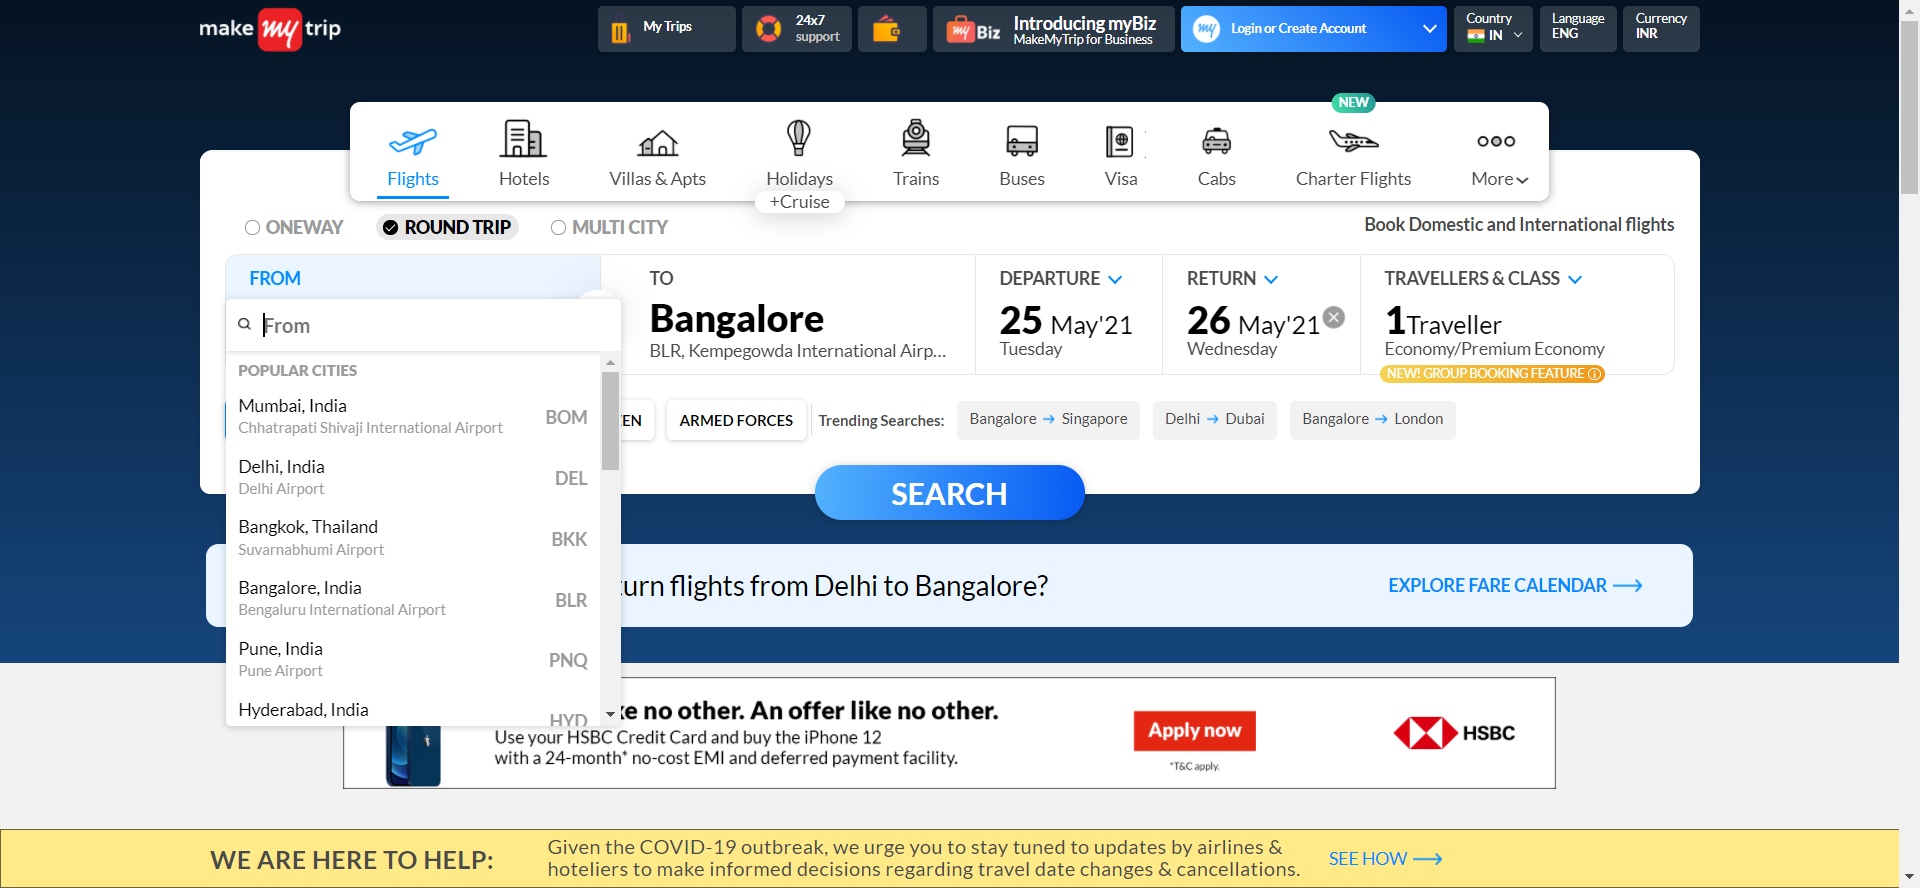 make my trip
My Trips
24x7
support
my Biz
Introducing myBiz
MakeMyTrip for Business
my
Login or Create Account
Country
IN
Language
ENG
Currency
INR
NEW
Flights
Hotels
Villas & Apts
Holidays
+Cruise
Trains
Buses
Visa
Cabs
Charter Flights
More
ONEWAY
ROUND TRIP
MULTI CITY
Book Domestic and International flights
FROM
From
POPULAR CITIES
Mumbai, India
Chhatrapati Shivaji International Airport
BOM
Delhi, India
Delhi Airport
DEL
Bangkok, Thailand
Suvarnabhumi Airport
BKK
Bangalore, India
Bengaluru International Airport
BLR
Pune, India
Pune Airport
PNQ
Hyderabad, India
HYD
TO
Bangalore
BLR, Kempegowda International Airp...
DEPARTURE
25 May'21
Tuesday
RETURN
26 May'21
Wednesday
TRAVELLERS & CLASS
1Traveller
Economy/Premium Economy
NEW! GROUP BOOKING FEATURE
EN
ARMED FORCES
Trending Searches:
Bangalore → Singapore
Delhi → Dubai
Bangalore → London
SEARCH
urn flights from Delhi to Bangalore?
EXPLORE FARE CALENDAR
ke no other. An offer like no other.
Use your HSBC Credit Card and buy the iPhone 12
with a 24-month* no-cost EMI and deferred payment facility.
Apply now
*T&C apply.
HSBC
WE ARE HERE TO HELP:
Given the COVID-19 outbreak, we urge you to stay tuned to updates by airlines &
hoteliers to make informed decisions regarding travel date changes & cancellations.
SEE HOW